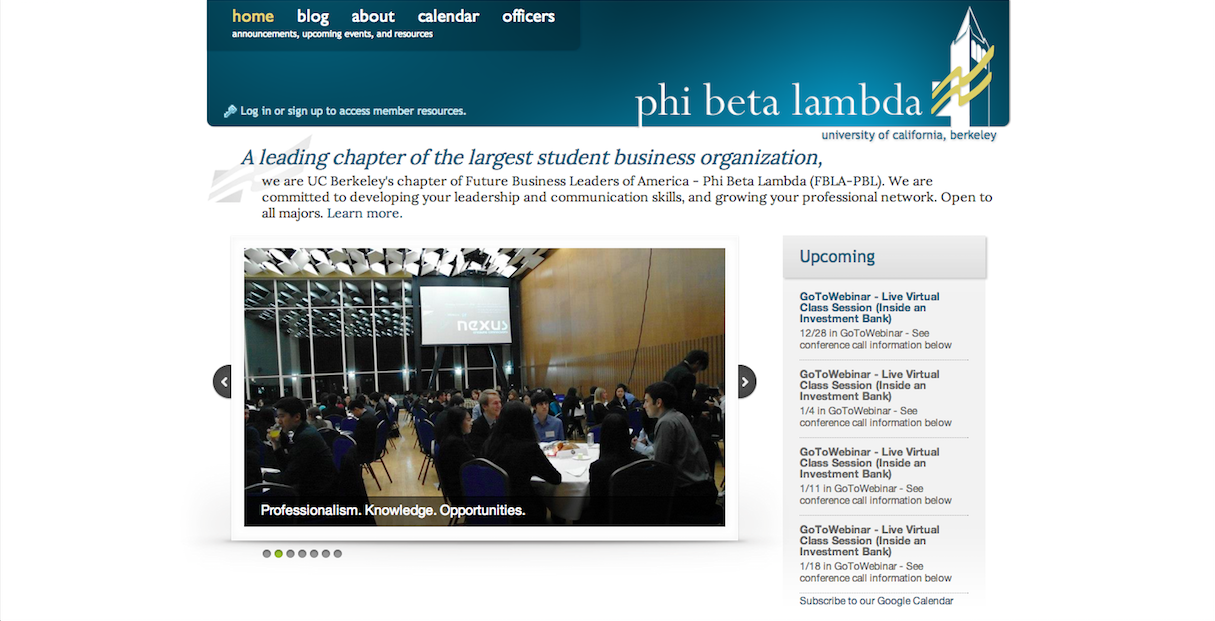 home blog about calendar officers
announcements, upcoming events, and resources
Log in or sign up to access member resources.
phi beta lambda
university of california, berkeley
A leading chapter of the largest student business organization,
we are UC Berkeley's chapter of Future Business Leaders of America - Phi Beta Lambda (FBLA-PBL). We are
committed to developing your leadership and communication skills, and growing your professional network. Open to
all majors. Learn more.
nexus
Professionalism. Knowledge. Opportunities.
Upcoming
GoToWebinar - Live Virtual
Class Session (Inside an
Investment Bank)
12/28 in GoToWebinar - See
conference call information below
GoToWebinar - Live Virtual
Class Session (Inside an
Investment Bank)
1/4 in GoToWebinar - See
conference call information below
GoToWebinar - Live Virtual
Class Session (Inside an
Investment Bank)
1/11 in GoToWebinar - See
conference call information below
GoToWebinar - Live Virtual
Class Session (Inside an
Investment Bank)
1/18 in GoToWebinar - See
conference call information below
Subscribe to our Google Calendar